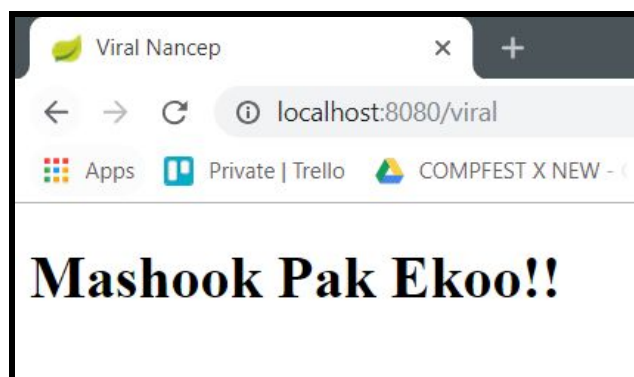 Viral Nancep
localhost:8080/viral
Apps Private | Trello COMPFEST X NEW -
Mashook Pak Ekoo!!